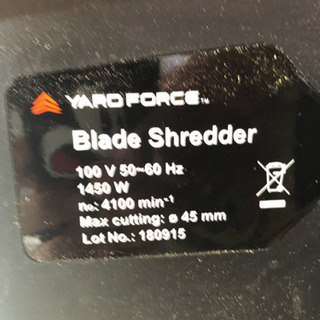 YARD FORCE™
Blade Shredder
100 V 50~60 Hz
1450 W
n₀: 4100 min⁻¹
Max cutting: ø 45 mm
Lot No.: 180915